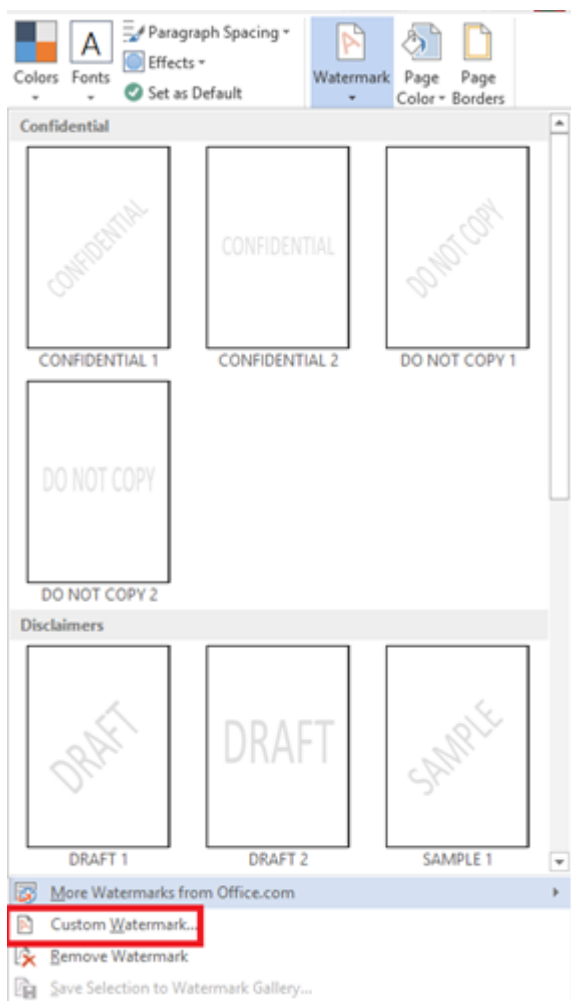 Paragraph Spacing
Effects
Set as Default
Colors
Fonts
Watermark
Page Color
Page Borders
Confidential
CONFIDENTIAL
CONFIDENTIAL
DO NOT COPY
CONFIDENTIAL 1
CONFIDENTIAL 2
DO NOT COPY 1
DO NOT COPY
DO NOT COPY 2
Disclaimers
DRAFT
DRAFT
SAMPLE
DRAFT 1
DRAFT 2
SAMPLE 1
More Watermarks from Office.com
Custom Watermark...
Remove Watermark
Save Selection to Watermark Gallery...